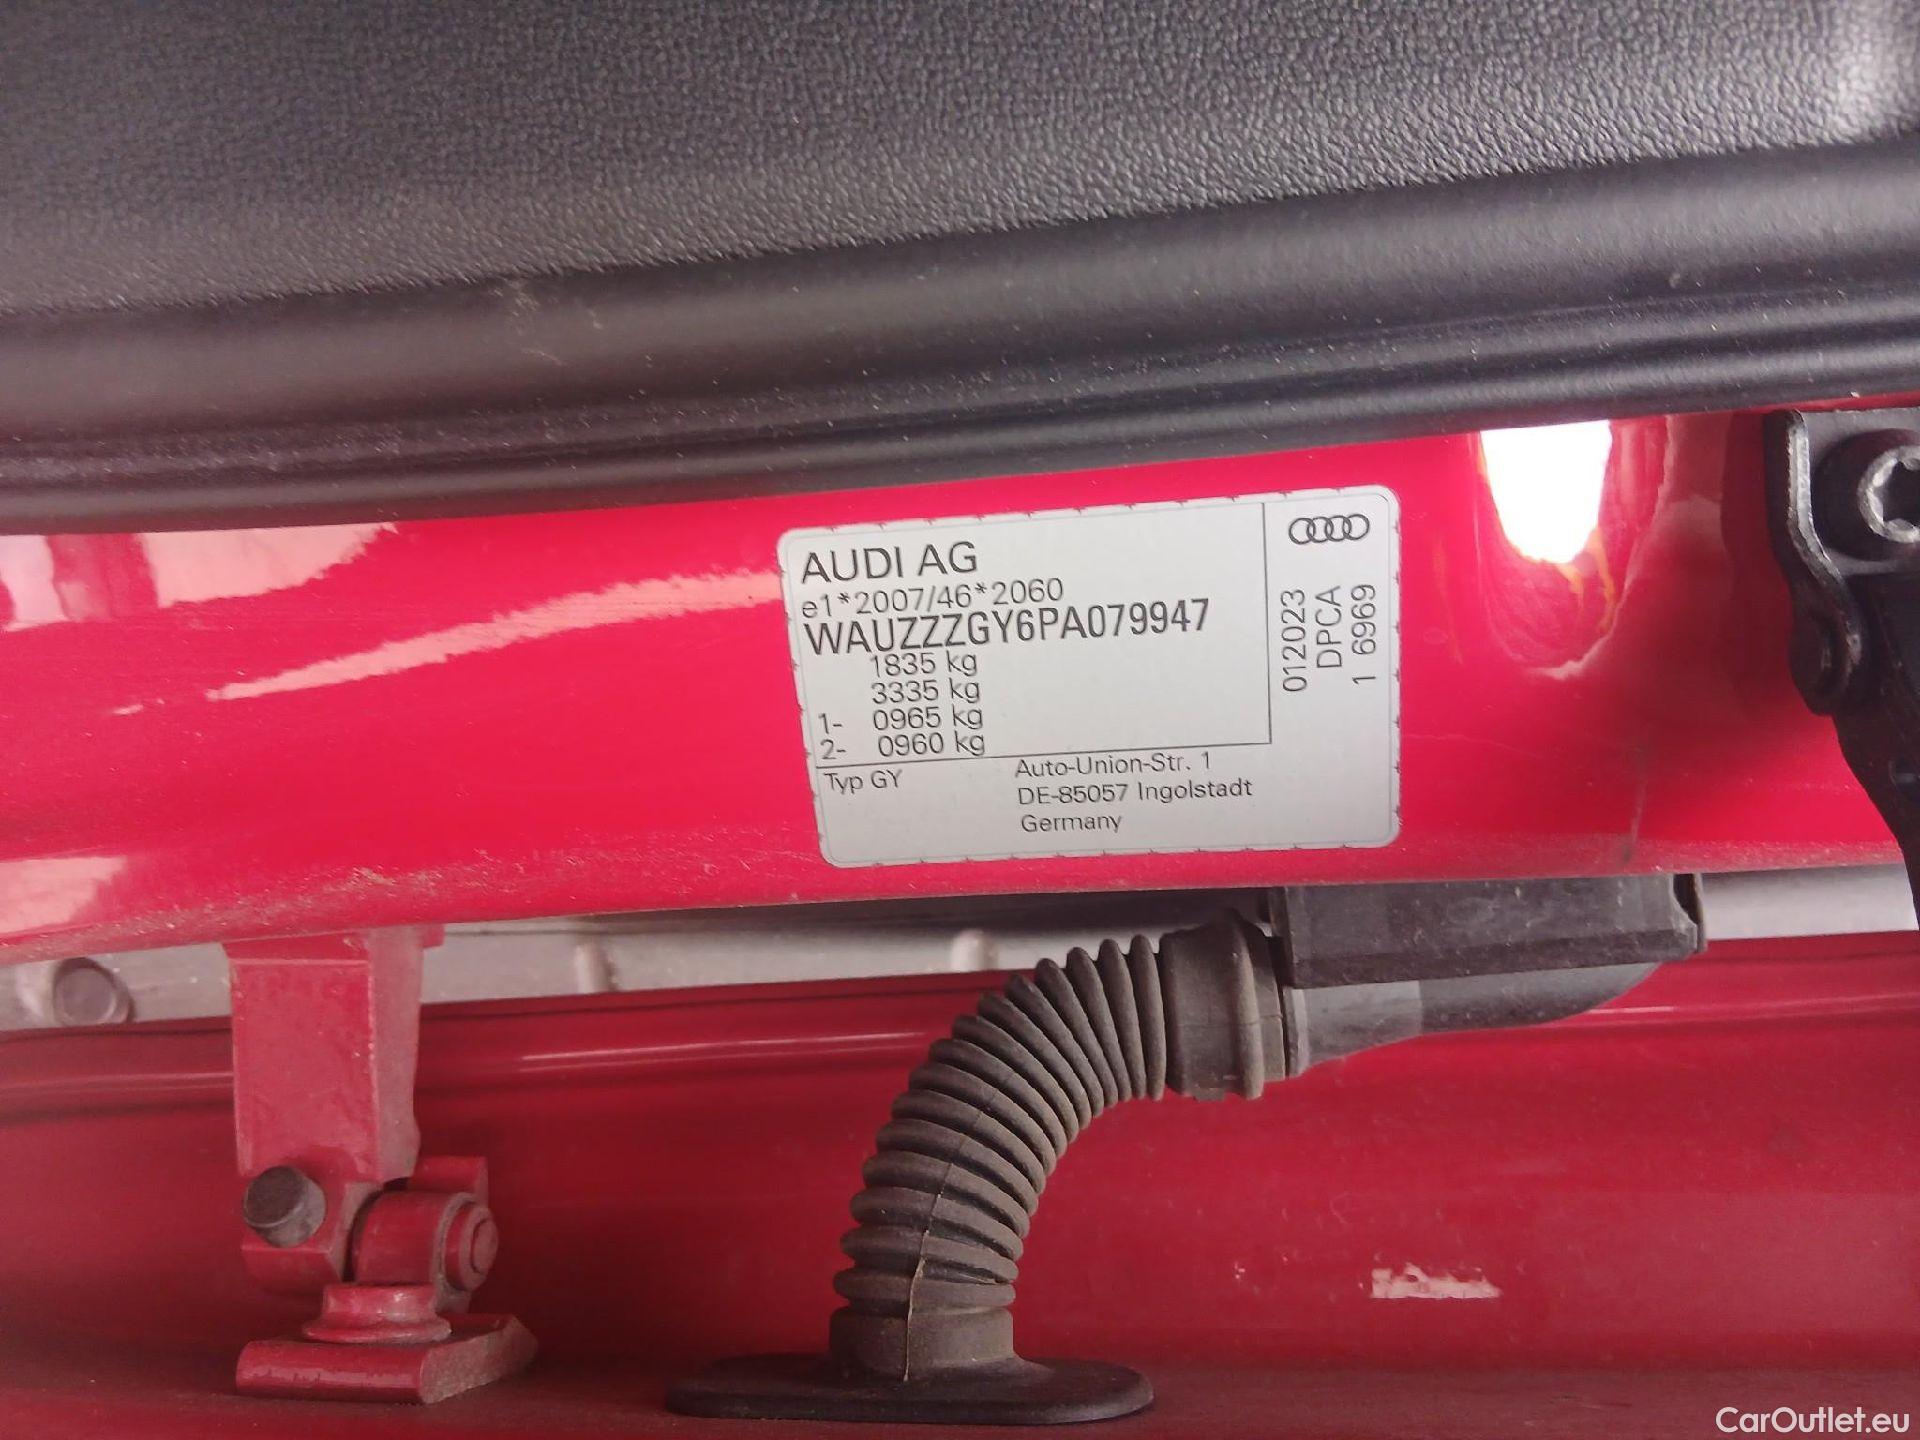 AUDI AG
e1*2007/46*2060
WAUZZZGY6PA079947
1835 kg
3335 kg
1- 0965 kg
2- 0960 kg
Typ GY
Auto-Union-Str. 1
DE-85057 Ingolstadt
Germany
012023
DPCA
1 6969
CarOutlet.eu